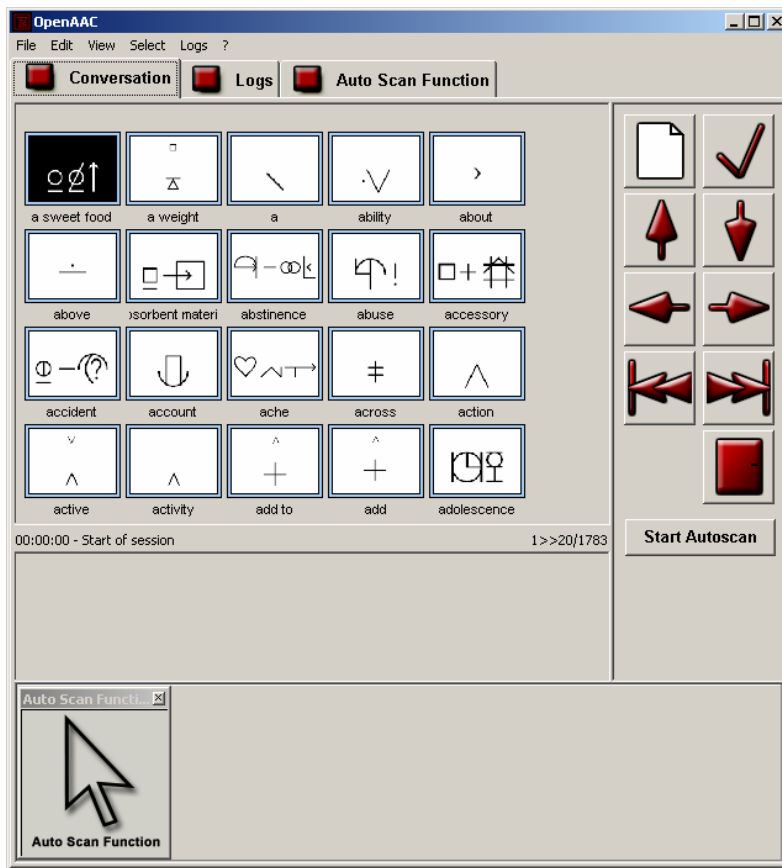 OpenAAC
File Edit View Select Logs ?
Conversation Logs Auto Scan Function
a sweet food a weight a ability about
above sorbent materi abstinence abuse accessory
accident account ache across action
active activity add to add adolescence
00:00:00 - Start of session 1>>20/1783
Start Autoscan
Auto Scan Functi...
Auto Scan Function